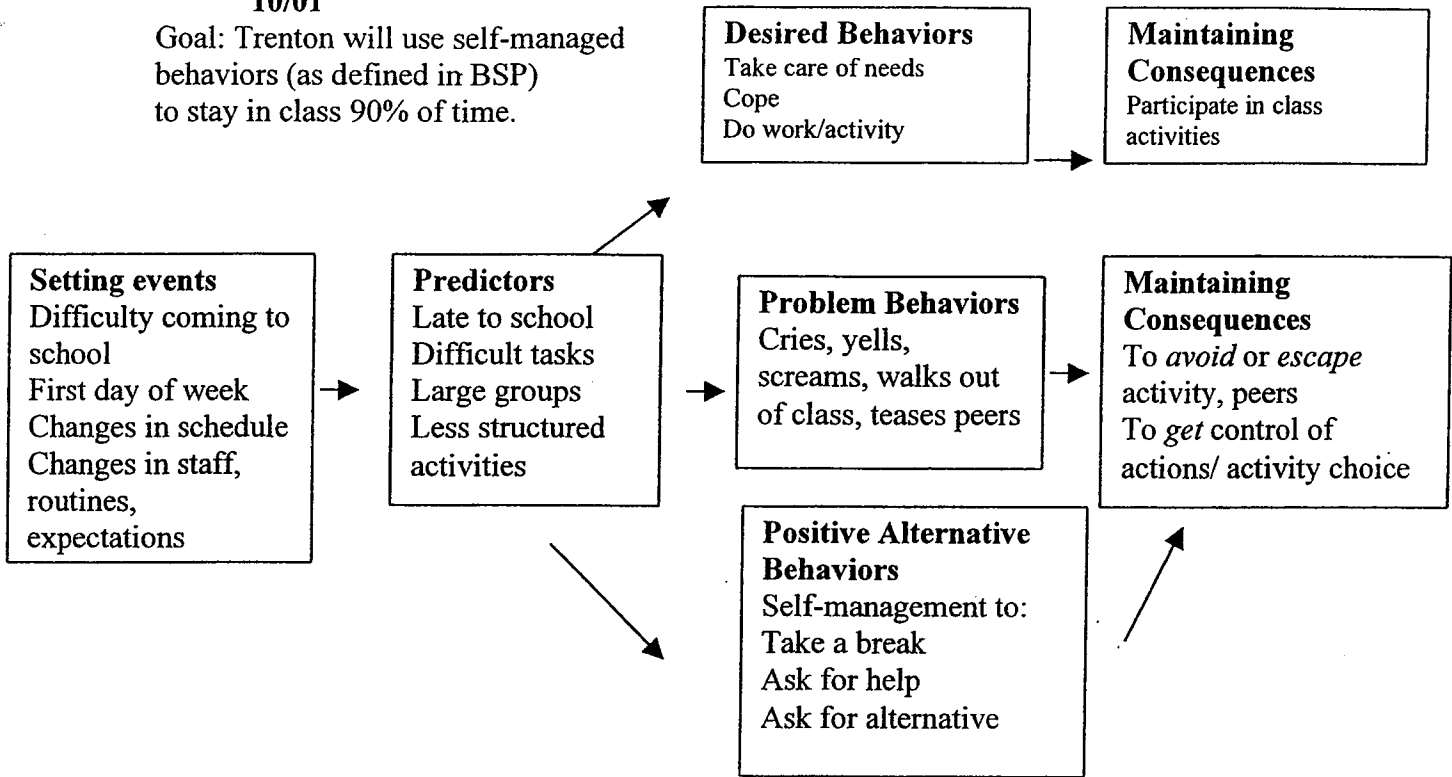 10/01
Goal: Trenton will use self-managed
behaviors (as defined in BSP)
to stay in class 90% of time.
Desired Behaviors
Take care of needs
Cope
Do work/activity
Maintaining
Consequences
Participate in class
activities
Setting events
Difficulty coming to
school
First day of week
Changes in schedule
Changes in staff,
routines,
expectations
Predictors
Late to school
Difficult tasks
Large groups
Less structured
activities
Problem Behaviors
Cries, yells,
screams, walks out
of class, teases peers
Maintaining
Consequences
To avoid or escape
activity, peers
To get control of
actions/ activity choice
Positive Alternative
Behaviors
Self-management to:
Take a break
Ask for help
Ask for alternative